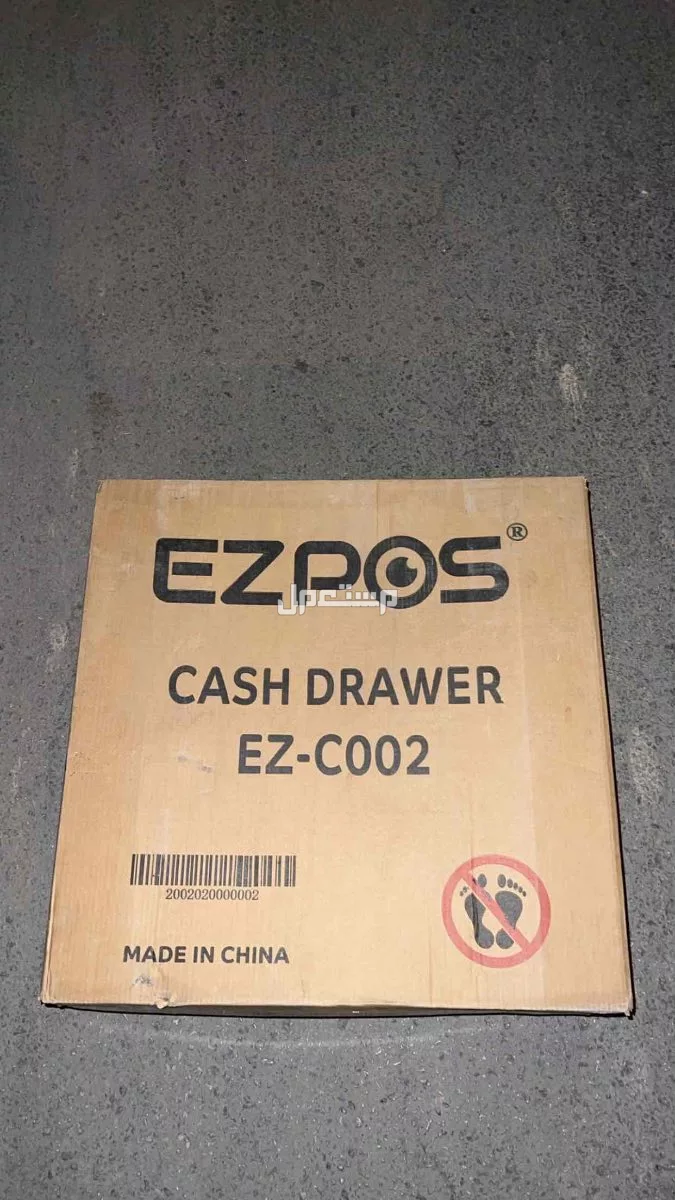 EZPOS®
مستعمل
CASH DRAWER
EZ-C002
2002020000002
MADE IN CHINA